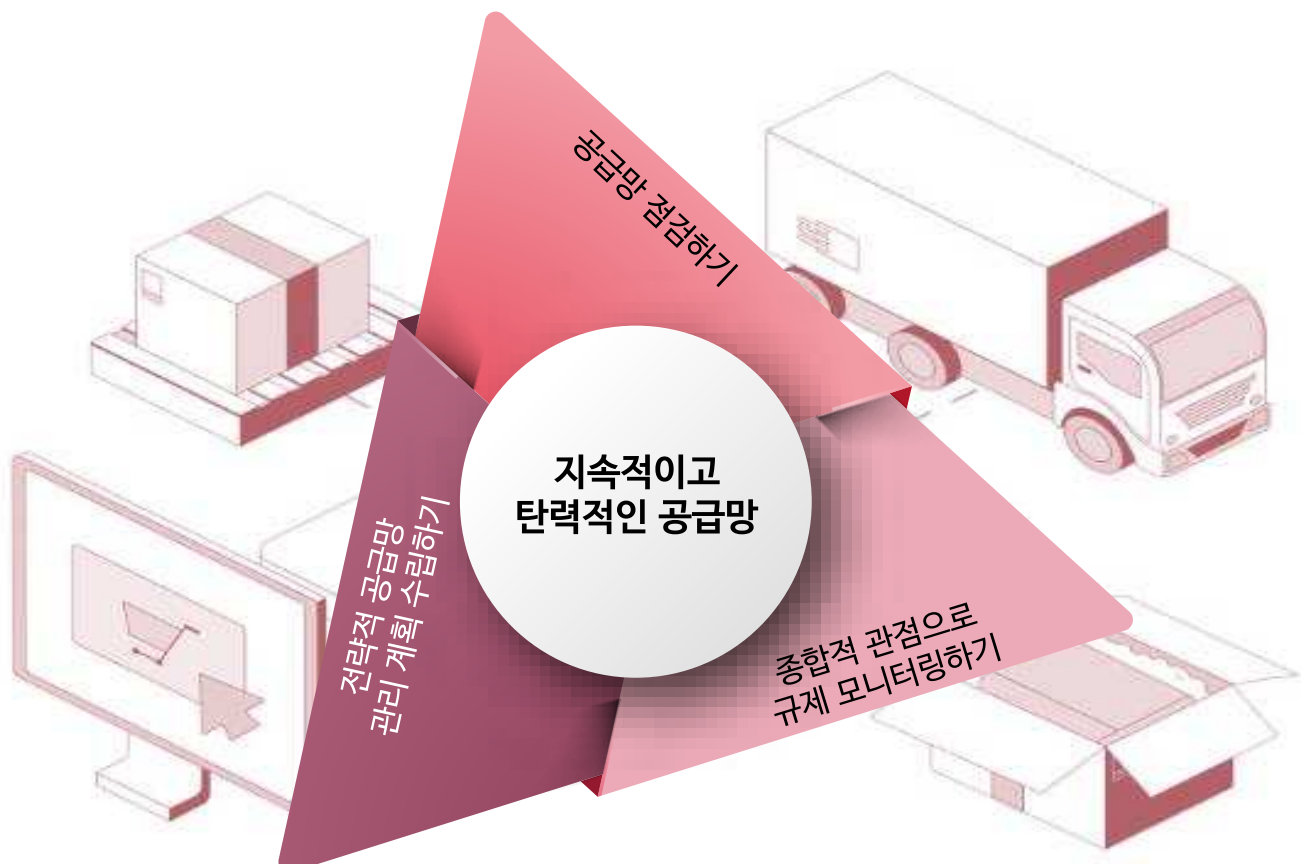 공급망 점검하기
지속적이고
탄력적인 공급망
전략적 공급망
관리 계획 수립하기
종합적 관점으로
규제 모니터링하기